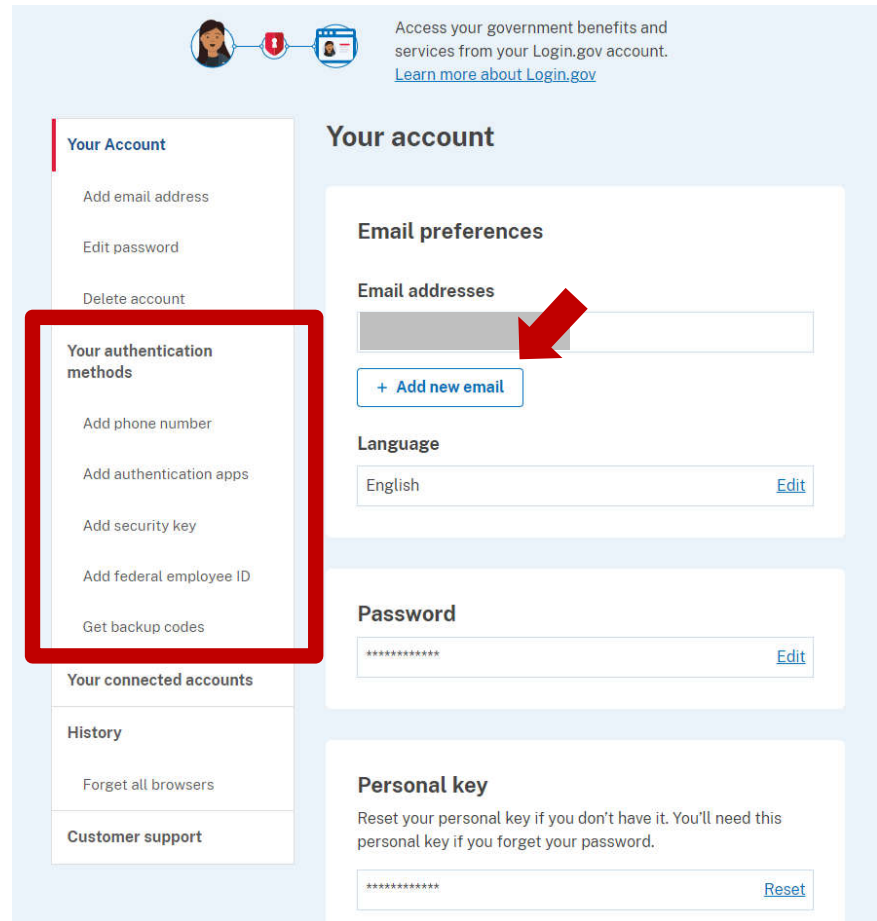 Access your government benefits and
services from your Login.gov account.
Learn more about Login.gov
Your Account
Add email address
Edit password
Delete account
Your authentication
methods
Add phone number
Add authentication apps
Add security key
Add federal employee ID
Get backup codes
Your connected accounts
History
Forget all browsers
Customer support
Your account
Email preferences
Email addresses
+ Add new email
Language
English
Edit
Password
************
Edit
Personal key
Reset your personal key if you don't have it. You'll need this
personal key if you forget your password.
************
Reset